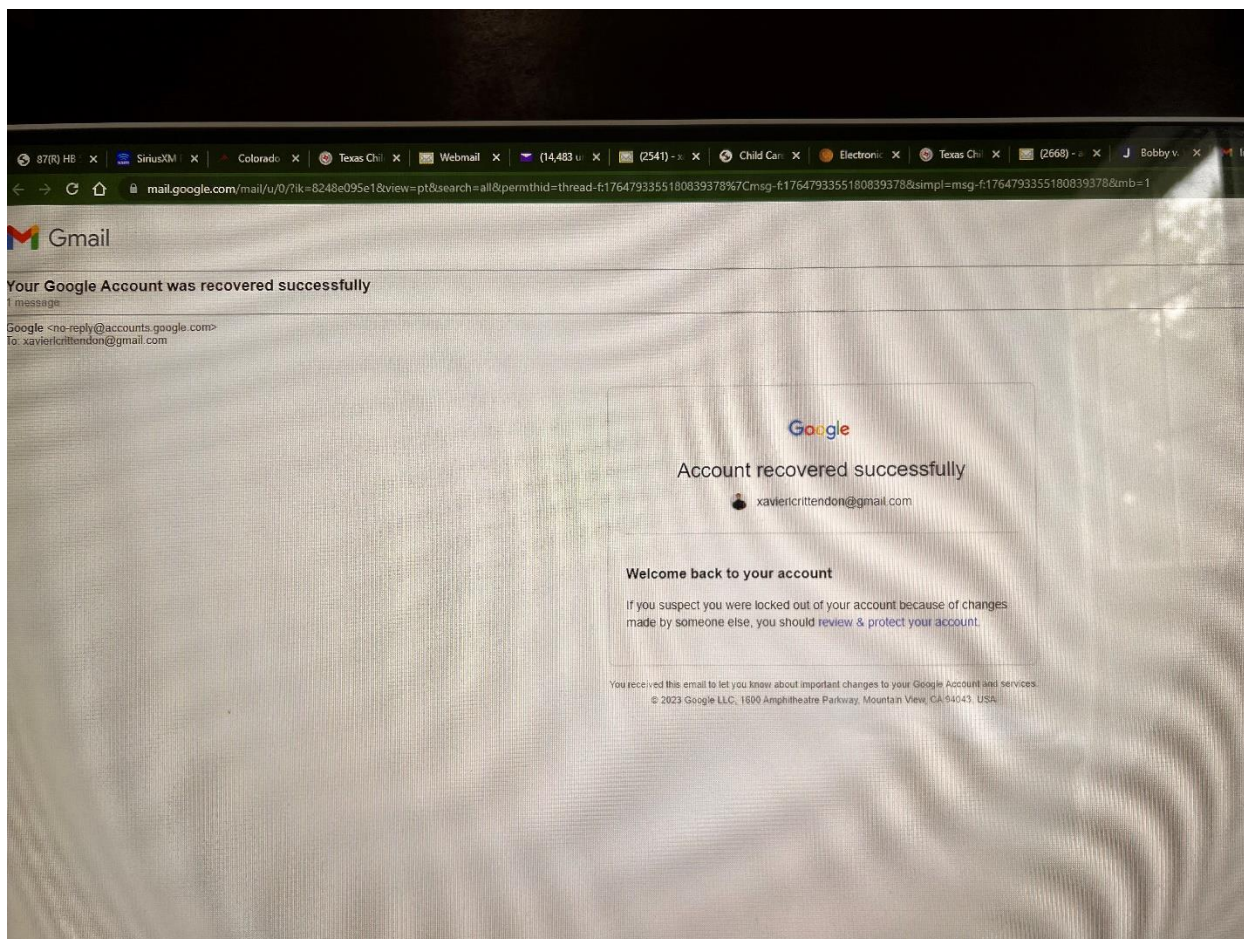 87(R) HB
SiriusXM
Colorado
Texas Chil
Webmail
(14,483 u
(2541) - x
Child Car
Electronic
Texas Chil
(2668) - a
Bobby v.
mail.google.com/mail/u/0/?ik=8248e095e1&view=pt&search=all&permthid=thread-f:1764793355180839378%7Cmsg-f:1764793355180839378&simpl=msg-f:1764793355180839378&mb=1
Gmail
Your Google Account was recovered successfully
1 message
Google <no-reply@accounts.google.com>
To: xavierlcrittendon@gmail.com
Google
Account recovered successfully
xavierlcrittendon@gmail.com
Welcome back to your account
If you suspect you were locked out of your account because of changes
made by someone else, you should review & protect your account.
You received this email to let you know about important changes to your Google Account and services.
© 2023 Google LLC, 1600 Amphitheatre Parkway, Mountain View, CA 94043, USA